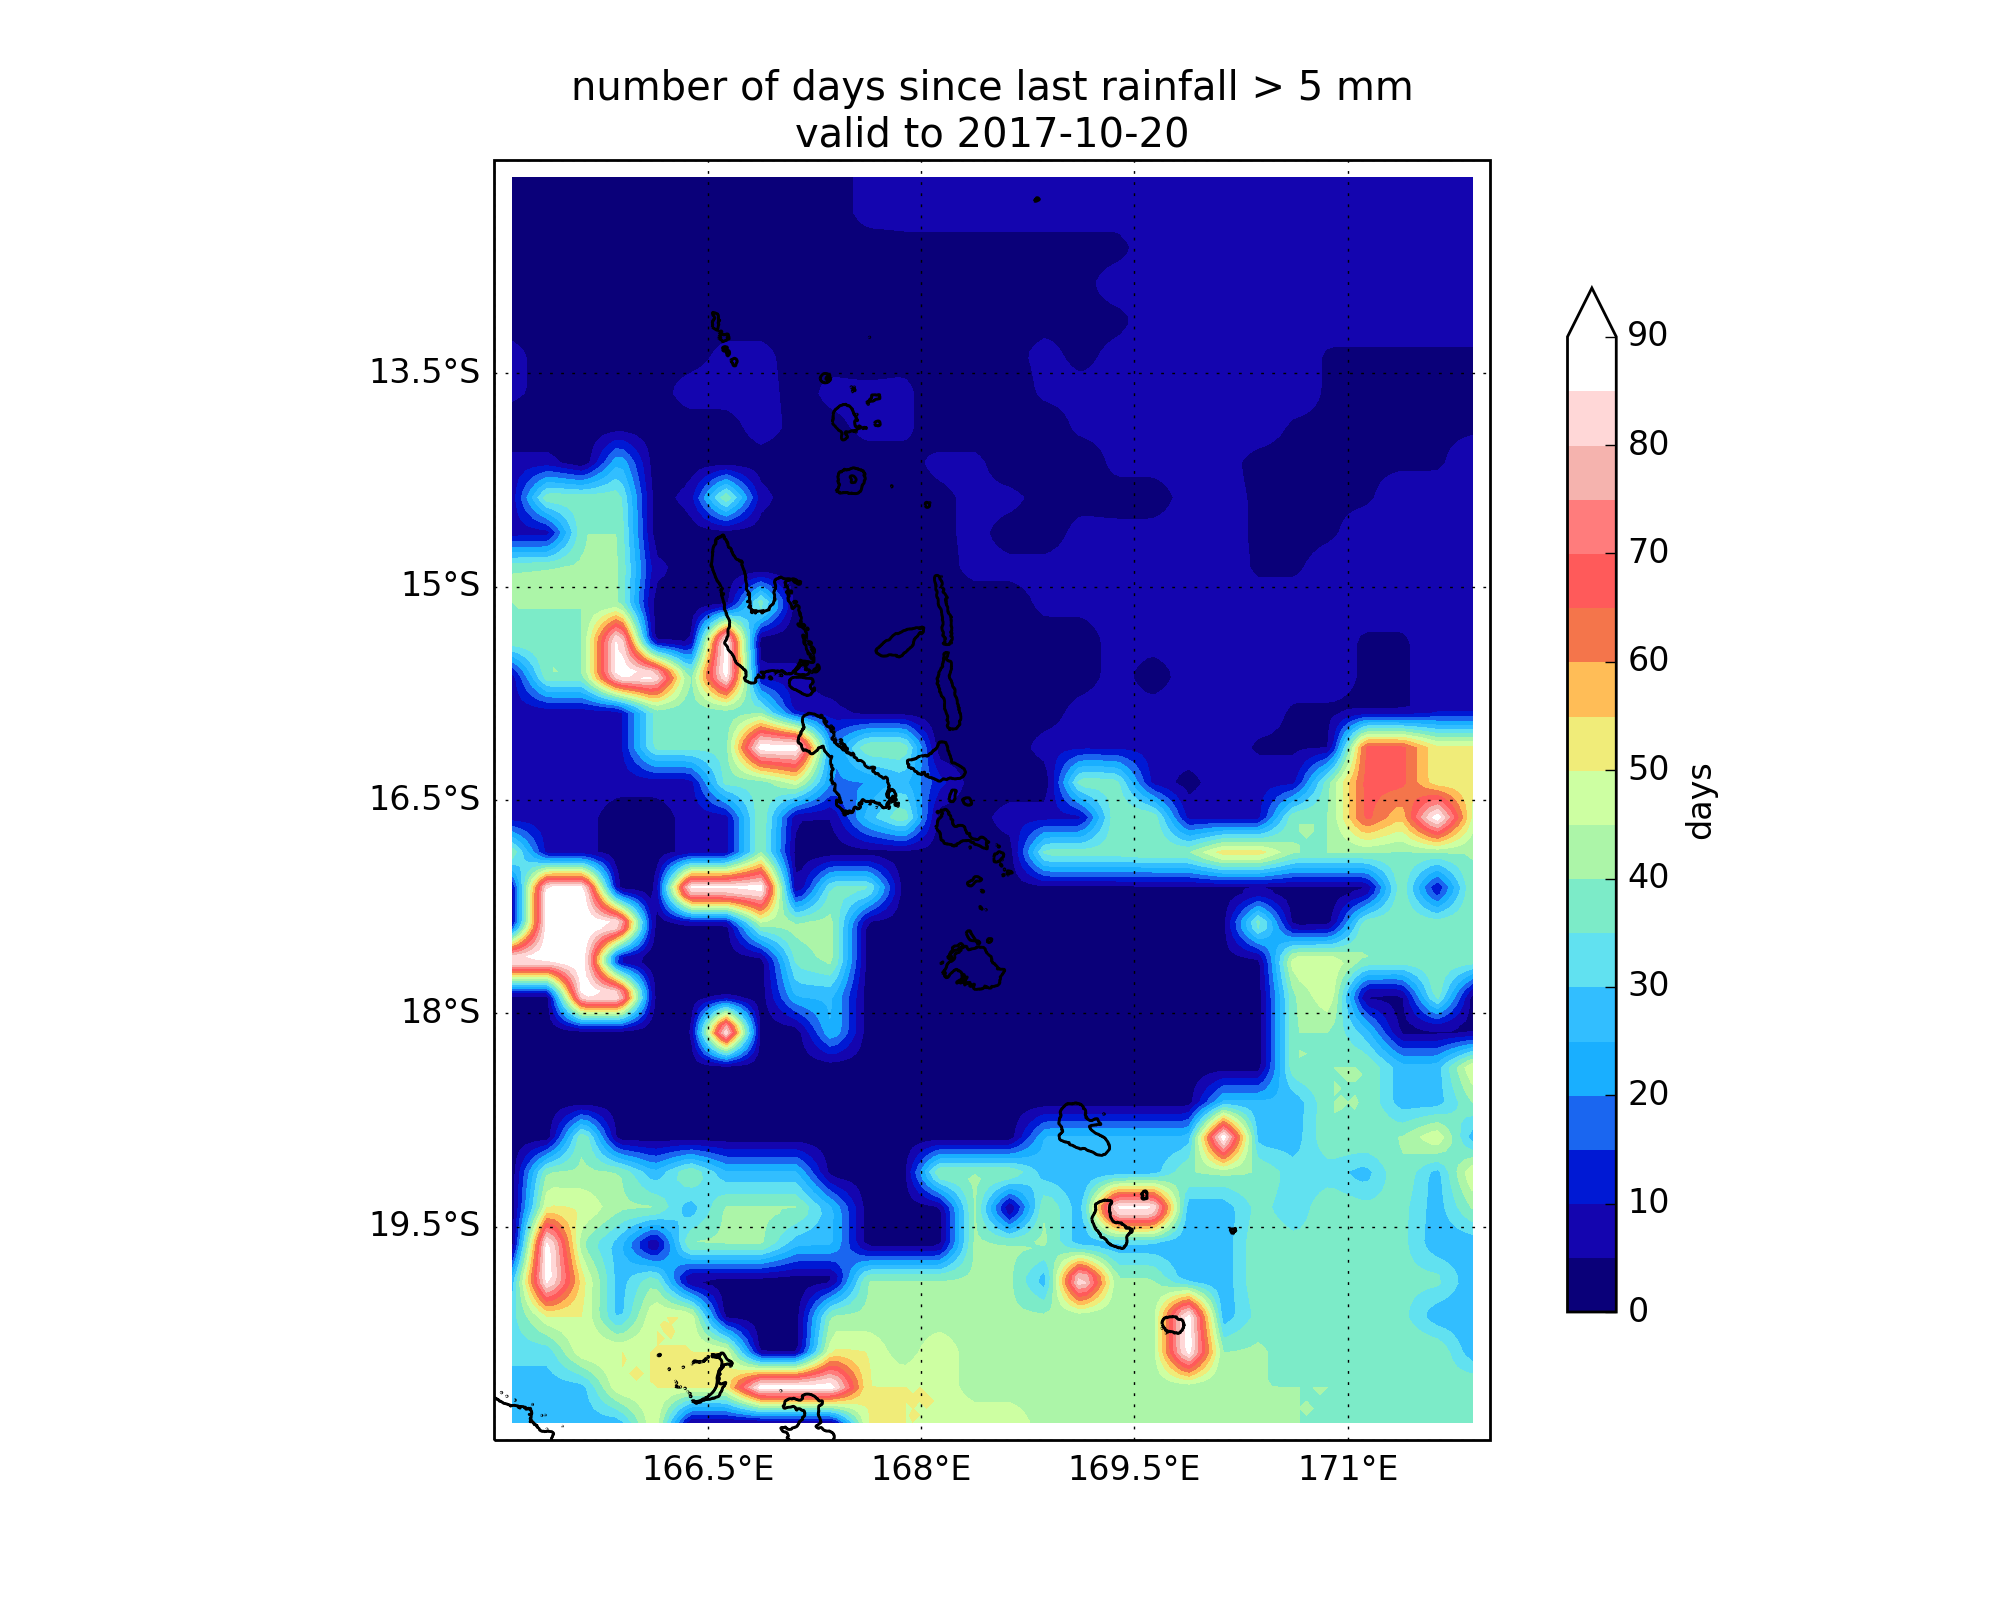 number of days since last rainfall > 5 mm
valid to 2017-10-20
13.5°S
15°S
16.5°S
18°S
19.5°S
166.5°E
168°E
169.5°E
171°E
90
80
70
60
50
40
30
20
10
0
days